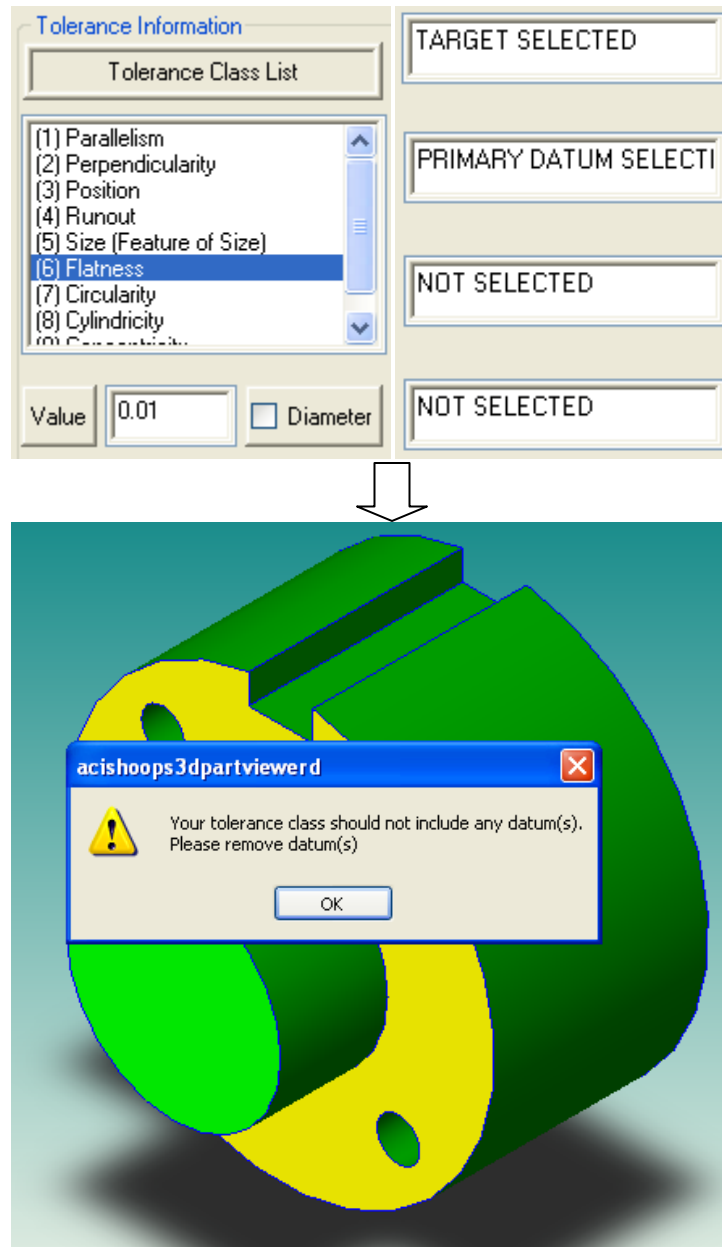 Tolerance Information
Tolerance Class List
(1) Parallelism
(2) Perpendicularity
(3) Position
(4) Runout
(5) Size (Feature of Size)
(6) Flatness
(7) Circularity
(8) Cylindricity
Value
0.01
Diameter
TARGET SELECTED
PRIMARY DATUM SELECTI
NOT SELECTED
NOT SELECTED
acishoops3dpartviewerd
Your tolerance class should not include any datum(s).
Please remove datum(s)
OK